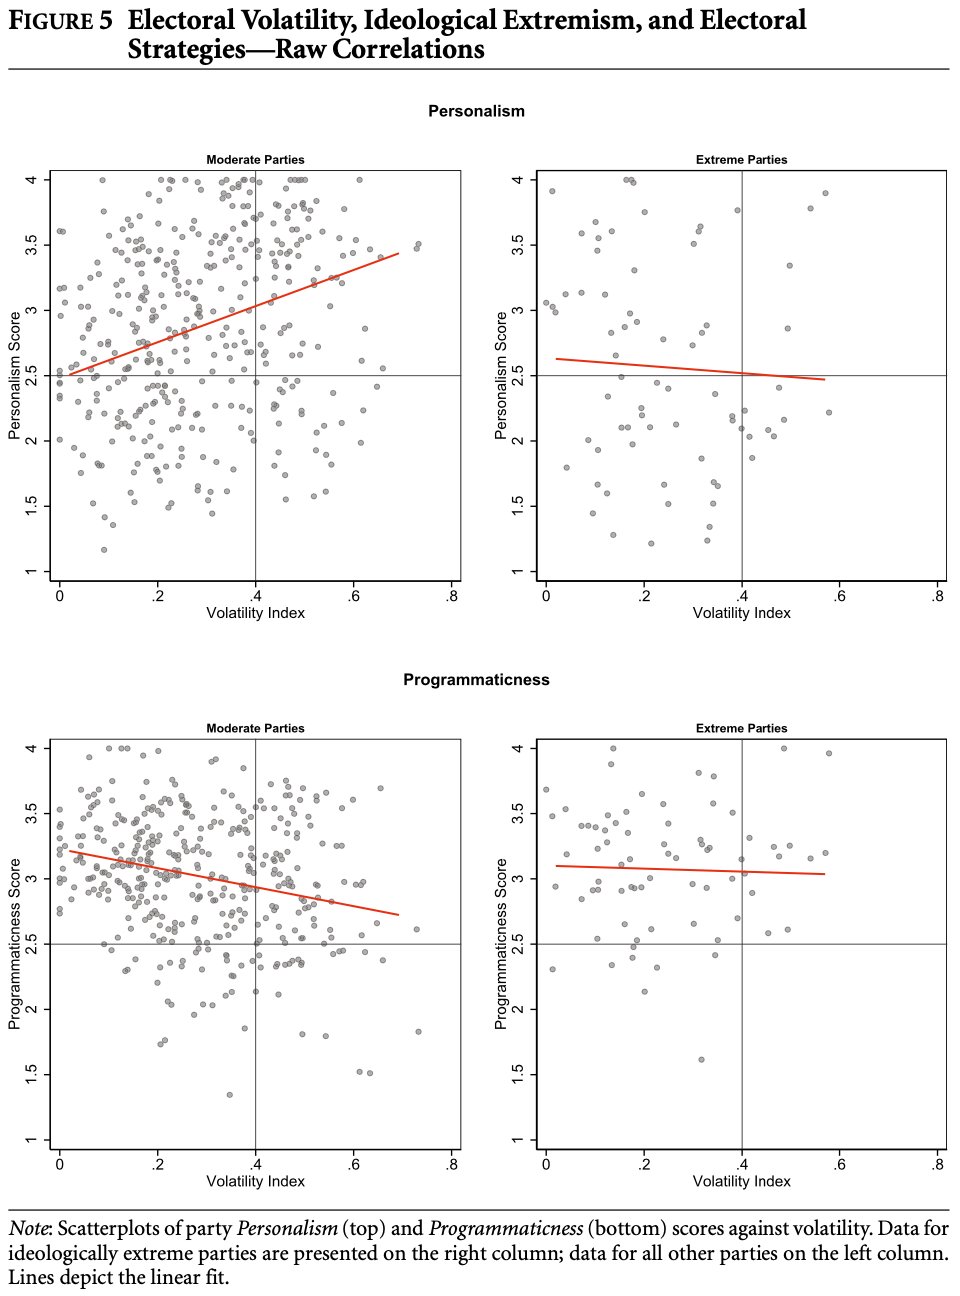 FIGURE 5 Electoral Volatility, Ideological Extremism, and Electoral
Strategies—Raw Correlations
Personalism
Moderate Parties
Personalism Score
4
3.5
3
2.5
2
1.5
1
0 .2 .4 .6 .8
Volatility Index
Extreme Parties
Personalism Score
4
3.5
3
2.5
2
1.5
1
0 .2 .4 .6 .8
Volatility Index
Programmaticness
Moderate Parties
Programmaticness Score
4
3.5
3
2.5
2
1.5
1
0 .2 .4 .6 .8
Volatility Index
Extreme Parties
Programmaticness Score
4
3.5
3
2.5
2
1.5
1
0 .2 .4 .6 .8
Volatility Index
Note: Scatterplots of party Personalism (top) and Programmaticness (bottom) scores against volatility. Data for
ideologically extreme parties are presented on the right column; data for all other parties on the left column.
Lines depict the linear fit.